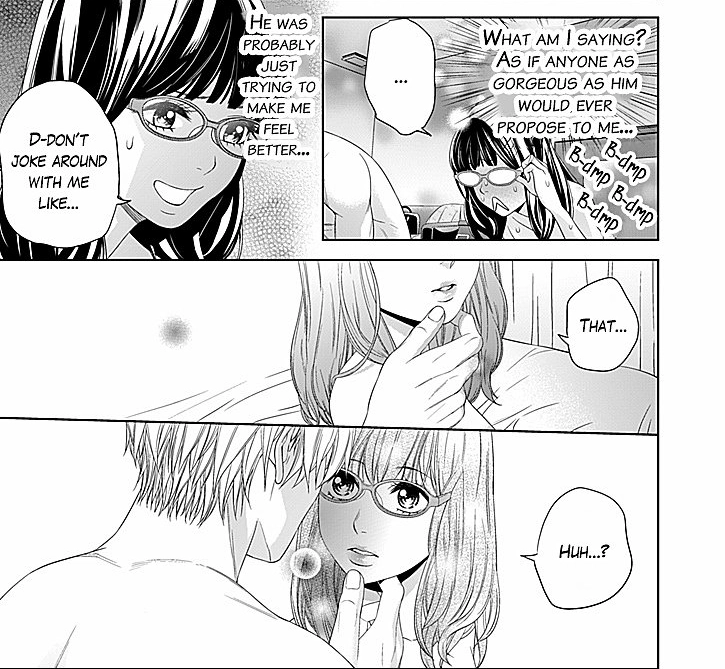 WHAT AM I SAYING?
AS IF ANYONE AS
GORGEOUS AS HIM
WOULD EVER
PROPOSE TO ME...
...
B-dmp
B-dmp
B-dmp
B-dmp
HE WAS
PROBABLY
JUST
TRYING TO
MAKE ME
FEEL
BETTER...
D-DON'T
JOKE AROUND
WITH ME
LIKE...
THAT...
HUH...?